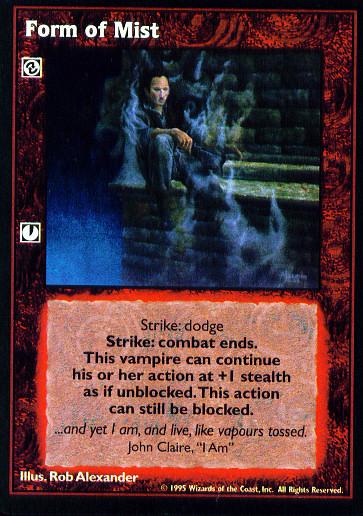 Form of Mist
Strike: dodge
Strike: combat ends.
This vampire can continue
his or her action at +1 stealth
as if unblocked. This action
can still be blocked.
...and yet I am, and live, like vapours tossed.
John Claire, "I Am"
Illus. Rob Alexander
© 1995 Wizards of the Coast, Inc. All Rights Reserved.